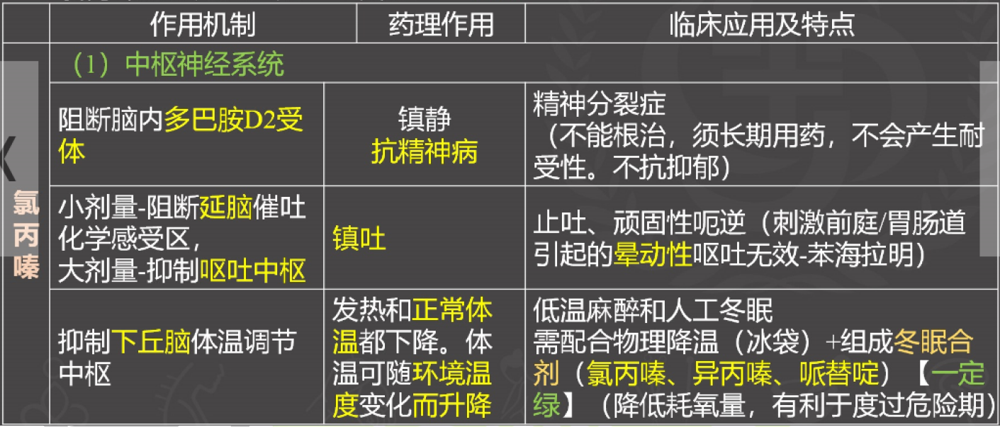 作用机制 药理作用 临床应用及特点
（1）中枢神经系统
氯
丙
嗪
阻断脑内多巴胺D2受
体
镇静
抗精神病
精神分裂症
（不能根治，须长期用药，不会产生耐
受性。不抗抑郁）
小剂量-阻断延脑催吐
化学感受区，
大剂量-抑制呕吐中枢
镇吐
止吐、顽固性呃逆（刺激前庭/胃肠道
引起的晕动性呕吐无效-苯海拉明）
抑制下丘脑体温调节
中枢
发热和正常体
温都下降。体
温可随环境温
度变化而升降
低温麻醉和人工冬眠
需配合物理降温（冰袋）+组成冬眠合
剂（氯丙嗪、异丙嗪、哌替啶）【一定
绿】（降低耗氧量，有利于度过危险期）